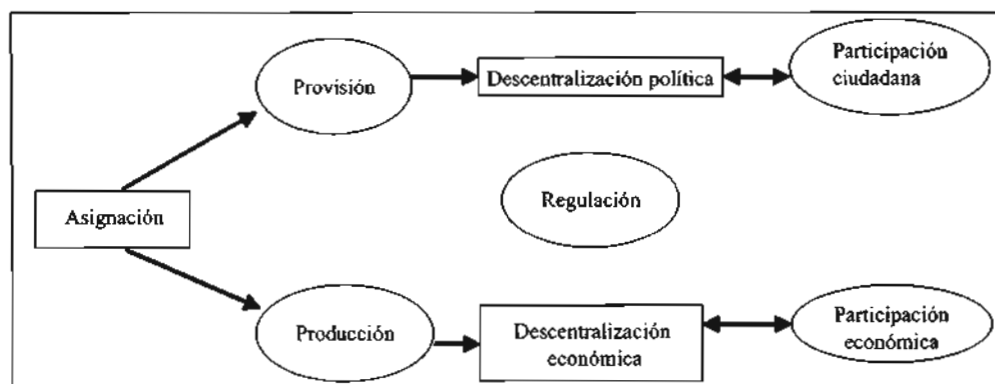 Provisión
Descentralización política
Participación
ciudadana
Asignación
Regulación
Producción
Descentralización
económica
Participación
económica